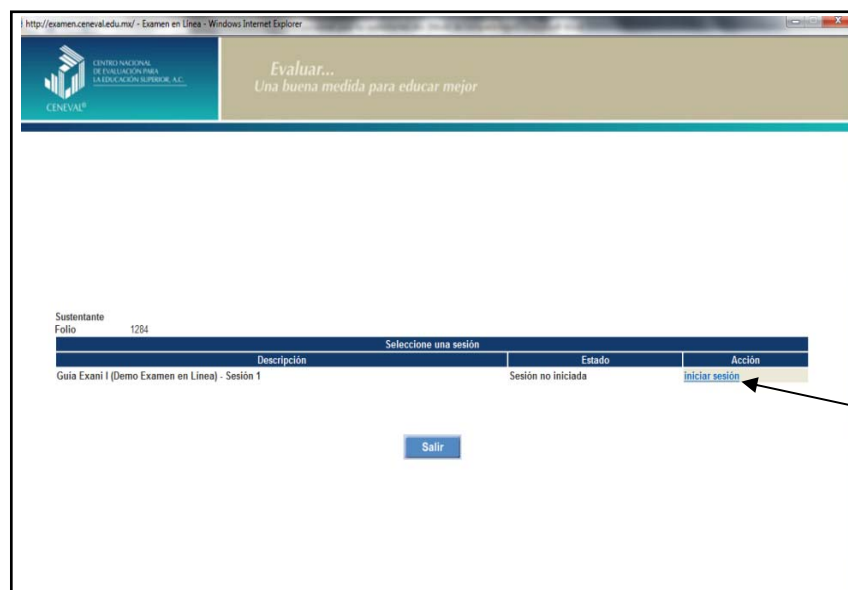 http://examen.ceneval.edu.mx/ - Examen en Línea - Windows Internet Explorer
CENTRO NACIONAL
DE EVALUACIÓN PARA
LA EDUCACIÓN SUPERIOR, A.C.
CENEVAL®
Evaluar...
Una buena medida para educar mejor
Sustentante
Folio 1284
Seleccione una sesión
Descripción Estado Acción
Guía Exani I (Demo Examen en Línea) - Sesión 1 Sesión no iniciada iniciar sesión
Salir